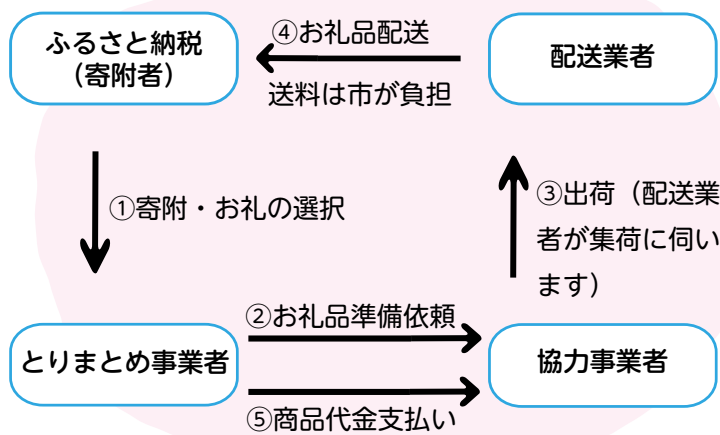 ふるさと納税
（寄附者）
④お礼品配送
送料は市が負担
配送業者
①寄附・お礼の選択
③出荷（配送業
者が集荷に伺い
ます）
とりまとめ事業者
②お礼品準備依頼
⑤商品代金支払い
協力事業者